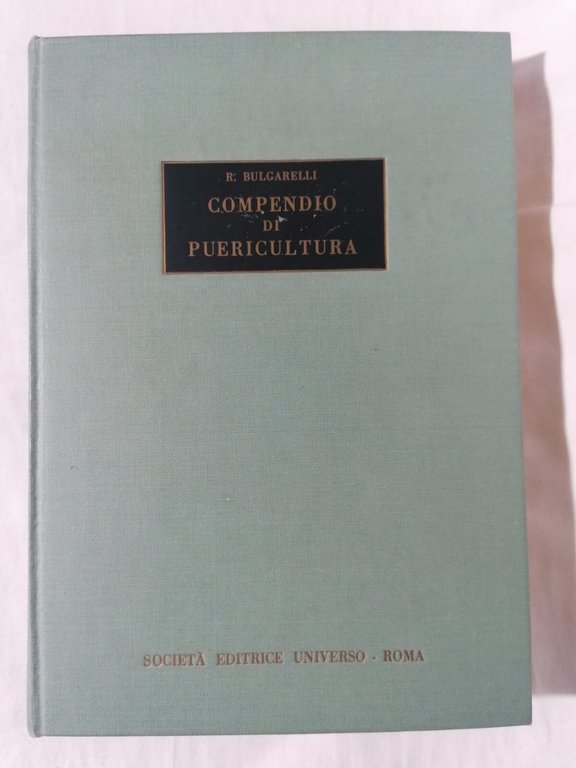 R. BULGARELLI
COMPENDIO
DI
PUERICULTURA
SOCIETÀ EDITRICE UNIVERSO - ROMA